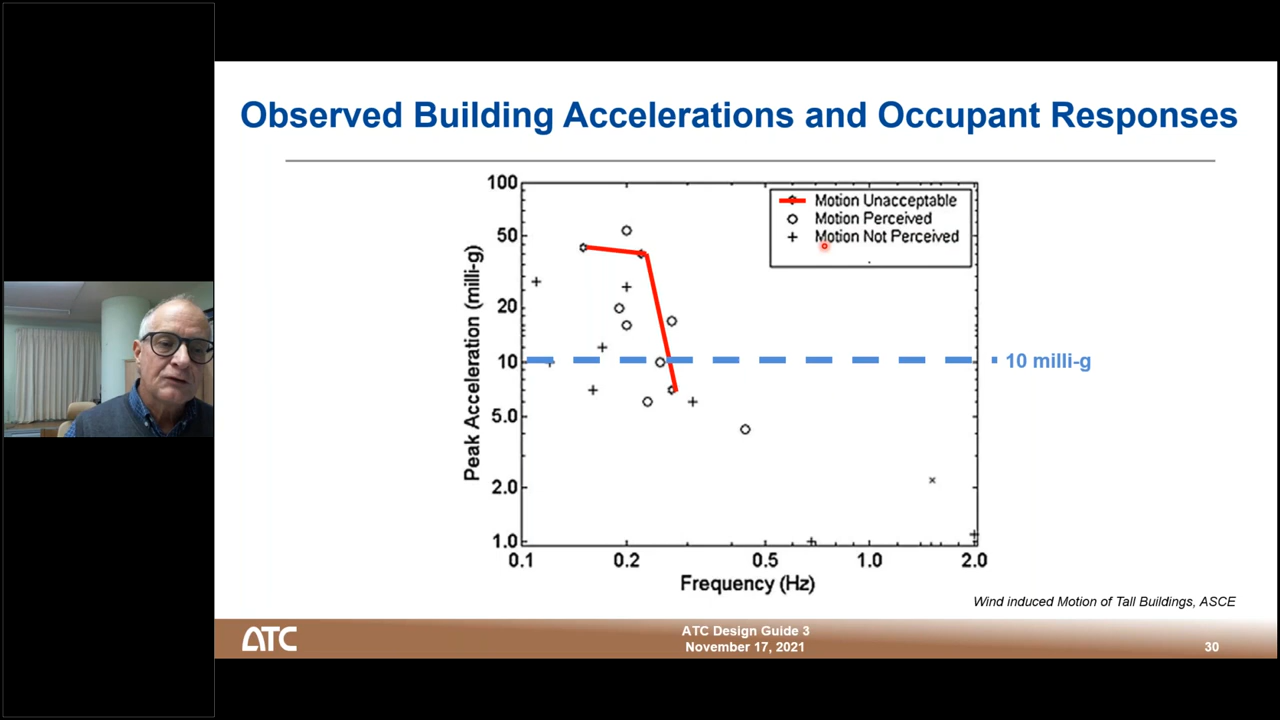 Observed Building Accelerations and Occupant Responses
100
50
20
10
5.0
2.0
1.0
Peak Acceleration (milli-g)
Motion Unacceptable
Motion Perceived
Motion Not Perceived
10 milli-g
0.1 0.2 0.5 1.0 2.0
Frequency (Hz)
Wind induced Motion of Tall Buildings, ASCE
ATC
ATC Design Guide 3
November 17, 2021
30